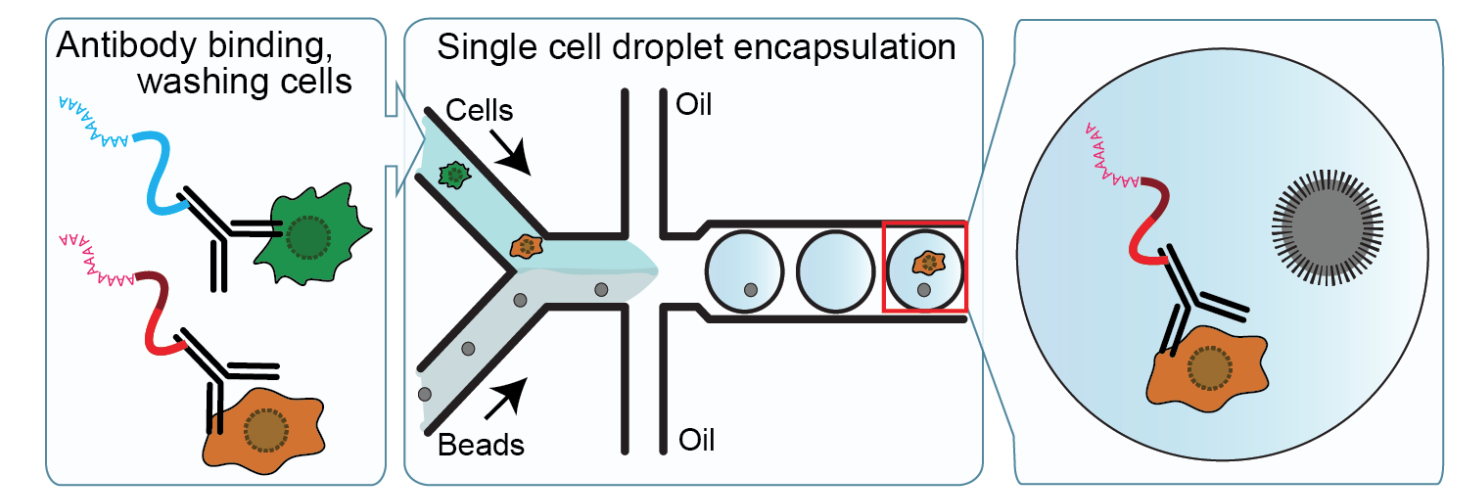 Antibody binding,
washing cells
Single cell droplet encapsulation
Cells
Oil
Beads
Oil